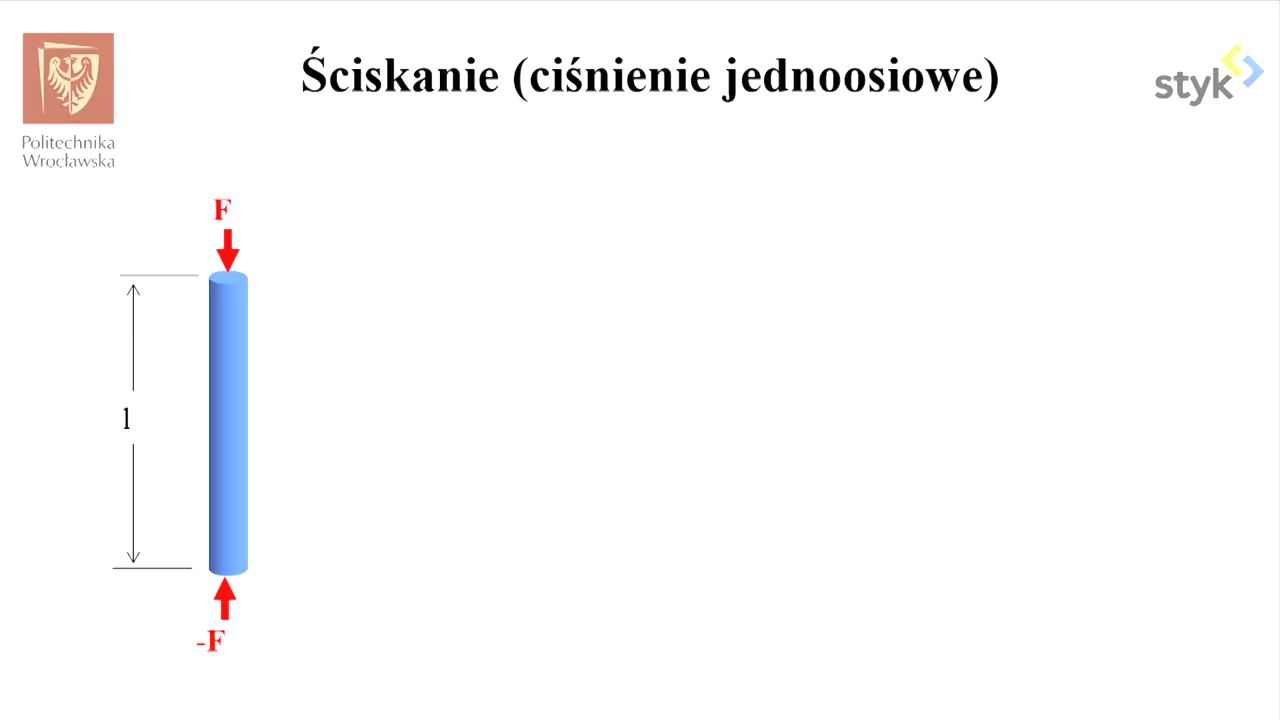 Ściskanie (ciśnienie jednoosiowe)
styk
Politechnika
Wrocławska
F
l
-F